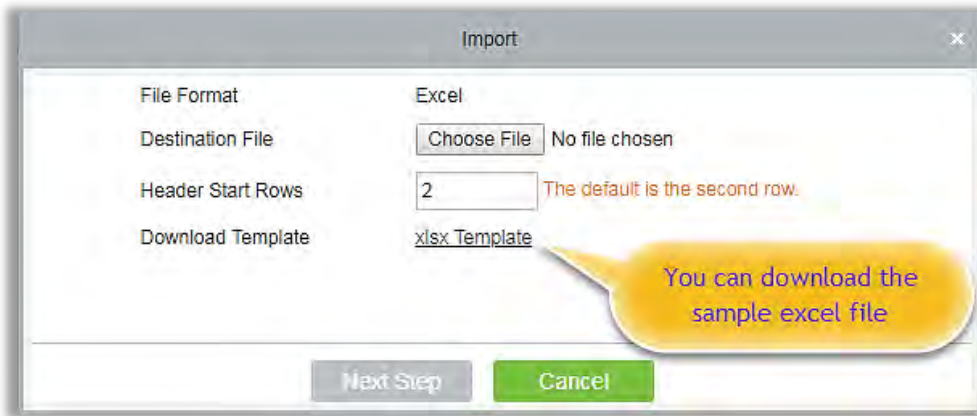 Import ×
File Format Excel
Destination File Choose File No file chosen
Header Start Rows 2 The default is the second row.
Download Template xlsx Template
You can download the
sample excel file
Next Step Cancel